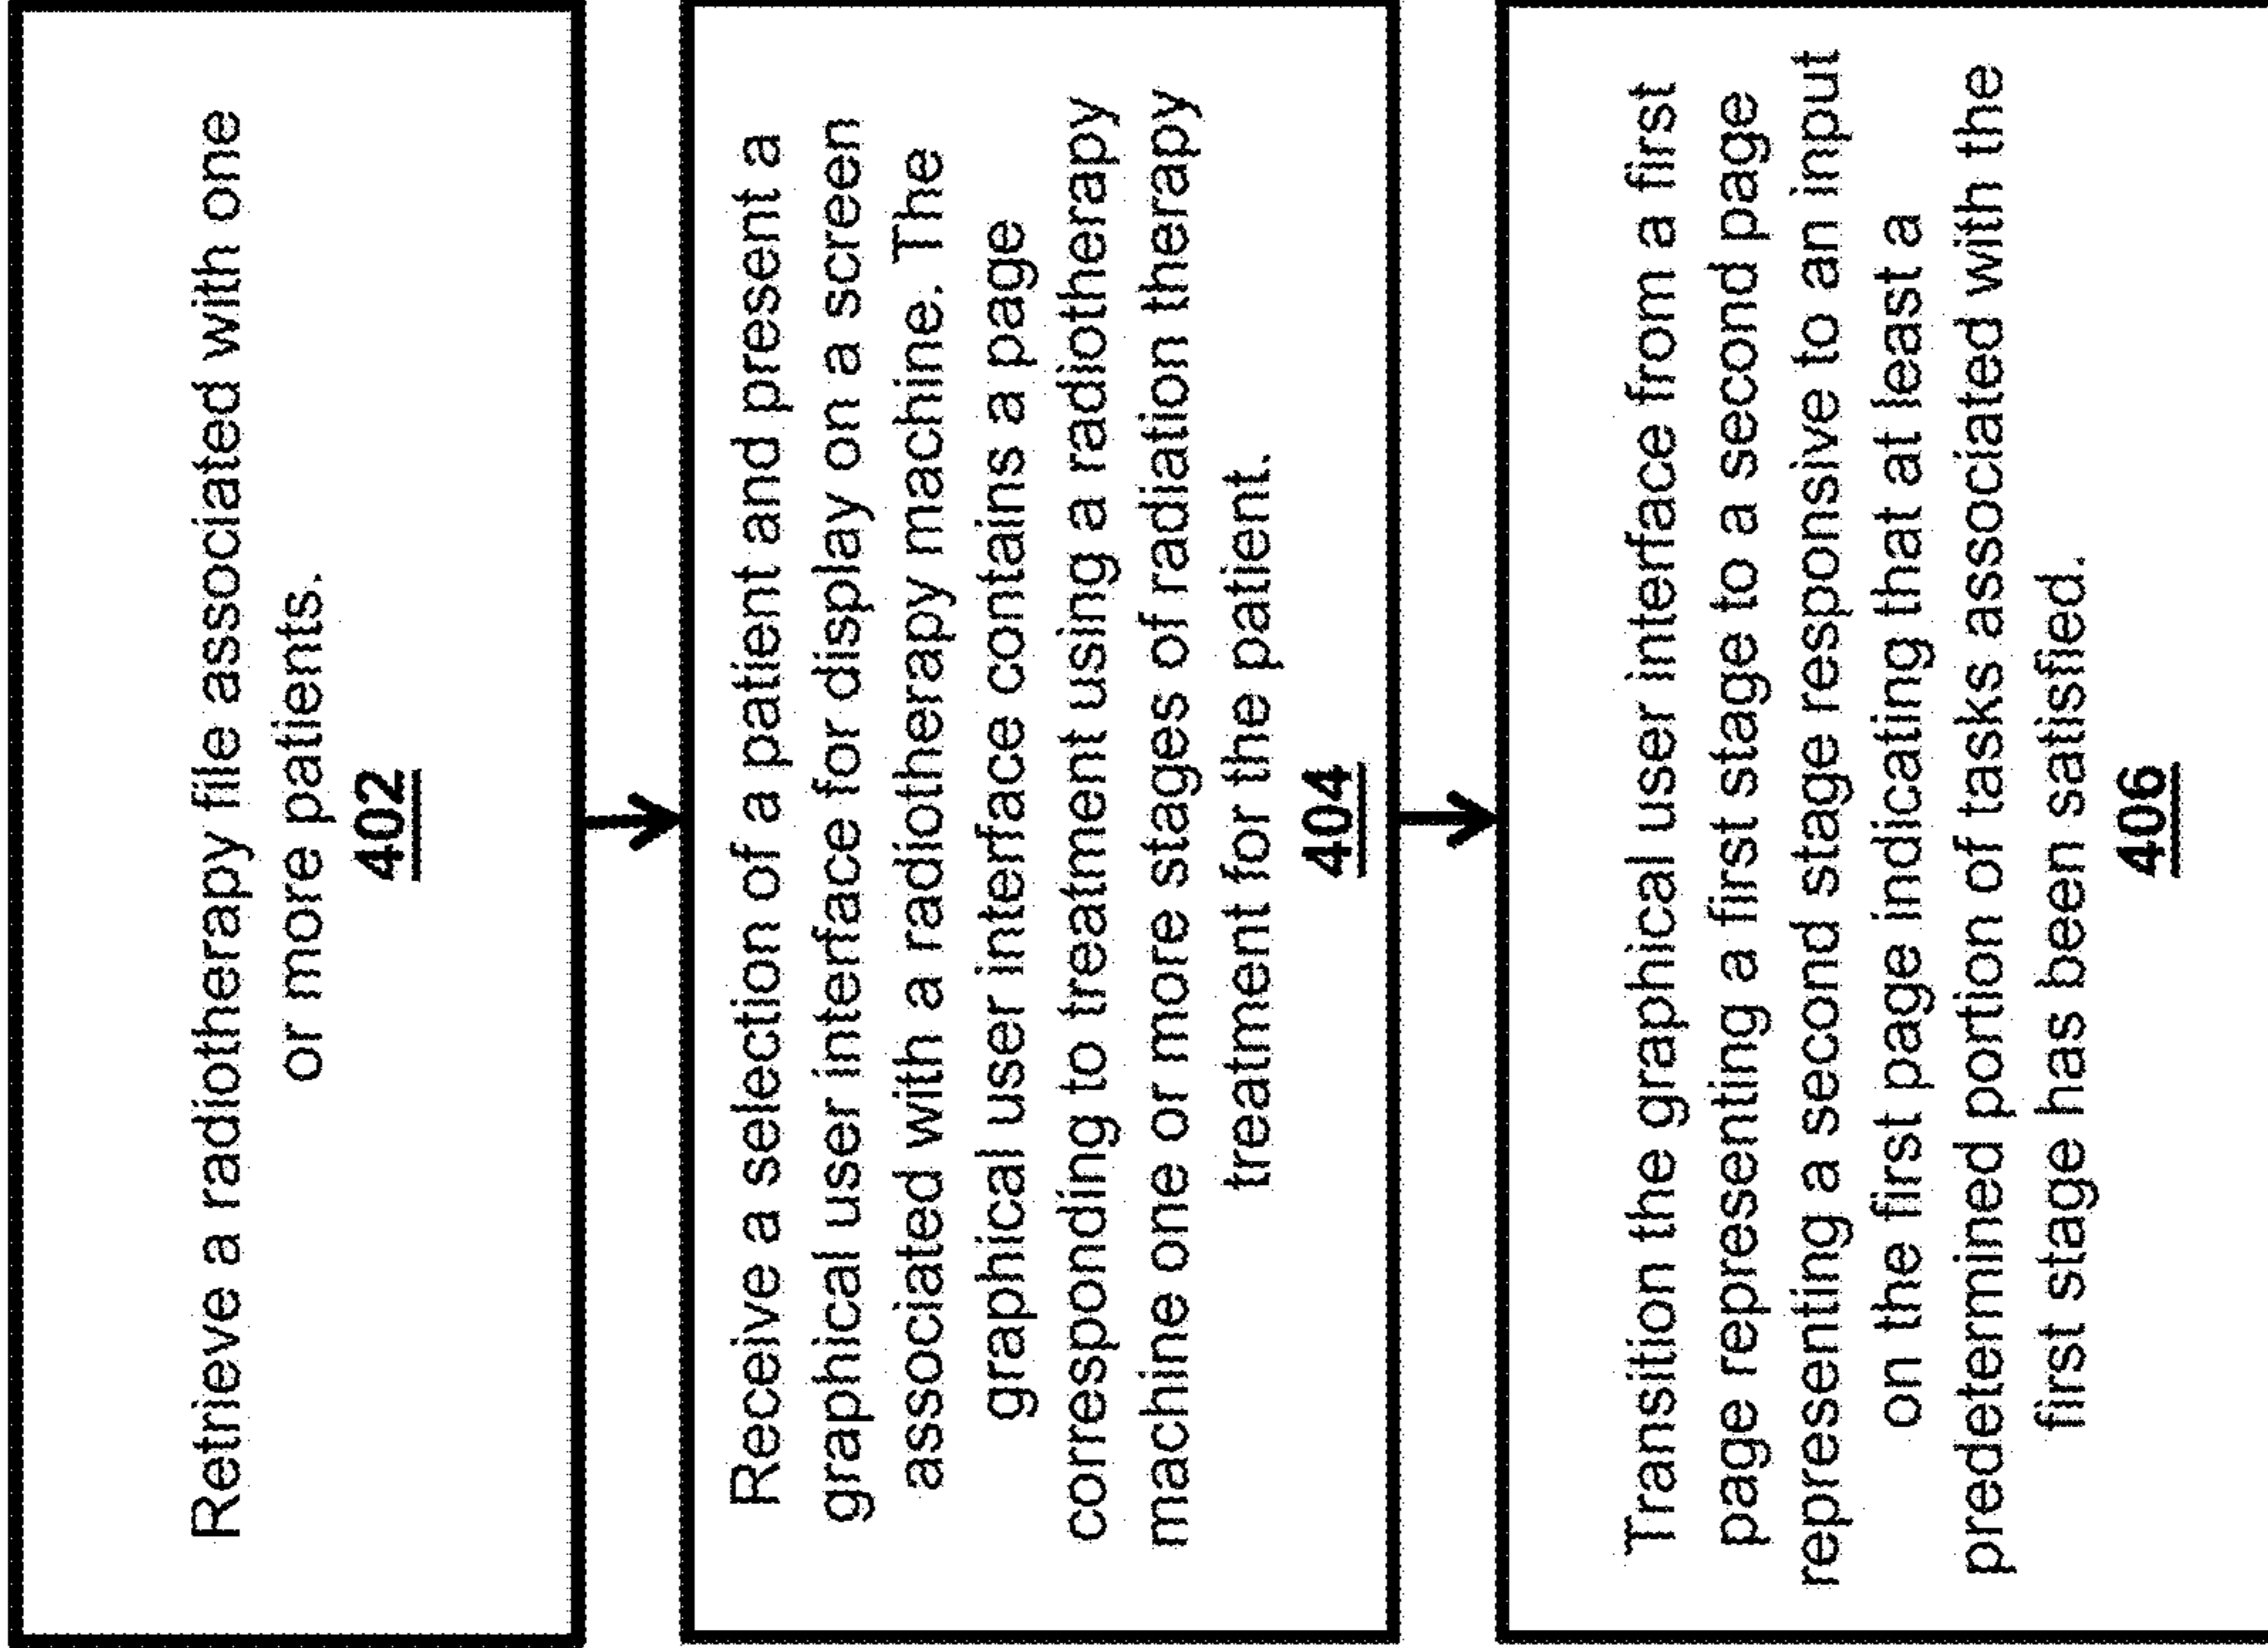 Retrieve a radiotherapy file associated with one
or more patients.
402
Receive a selection of a patient and present a
graphical user interface for display on a screen
associated with a radiotherapy machine. The
graphical user interface contains a page
corresponding to treatment using a radiotherapy
machine one or more stages of radiation therapy
treatment for the patient.
404
Transition the graphical user interface from a first
page representing a first stage to a second page
representing a second stage responsive to an input
on the first page indicating that at least a
predetermined portion of tasks associated with the
first stage has been satisfied.
406